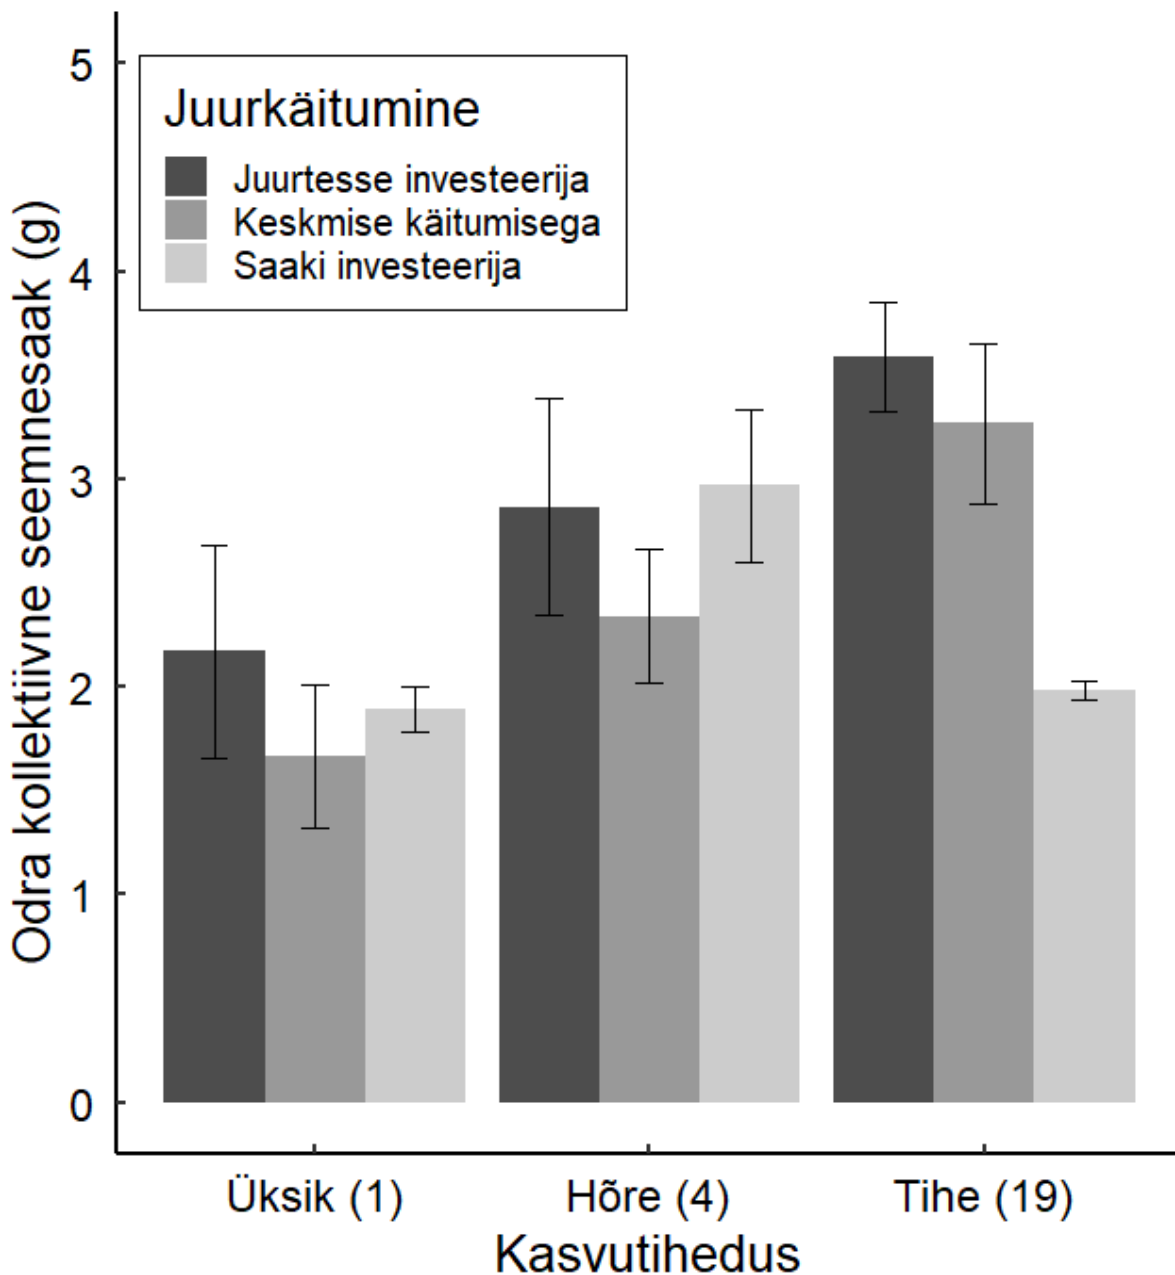 Odra kollektiivne seemnesaak (g)
5
4
3
2
1
0
Juurkäitumine
Juurtesse investeerija
Keskmise käitumisega
Saaki investeerija
Üksik (1)
Hõre (4)
Tihe (19)
Kasvutihedus